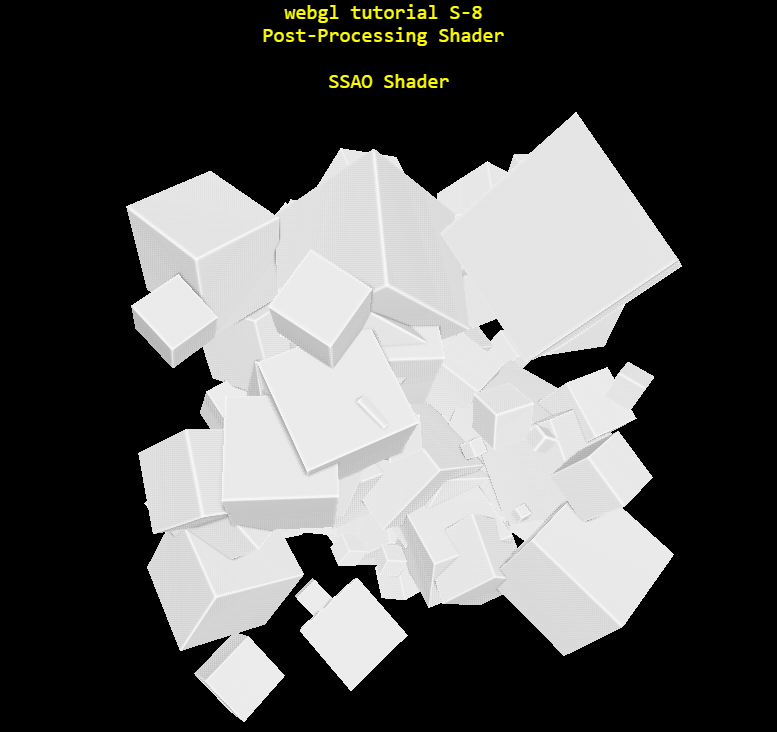 webgl tutorial S-8
Post-Processing Shader
SSAO Shader